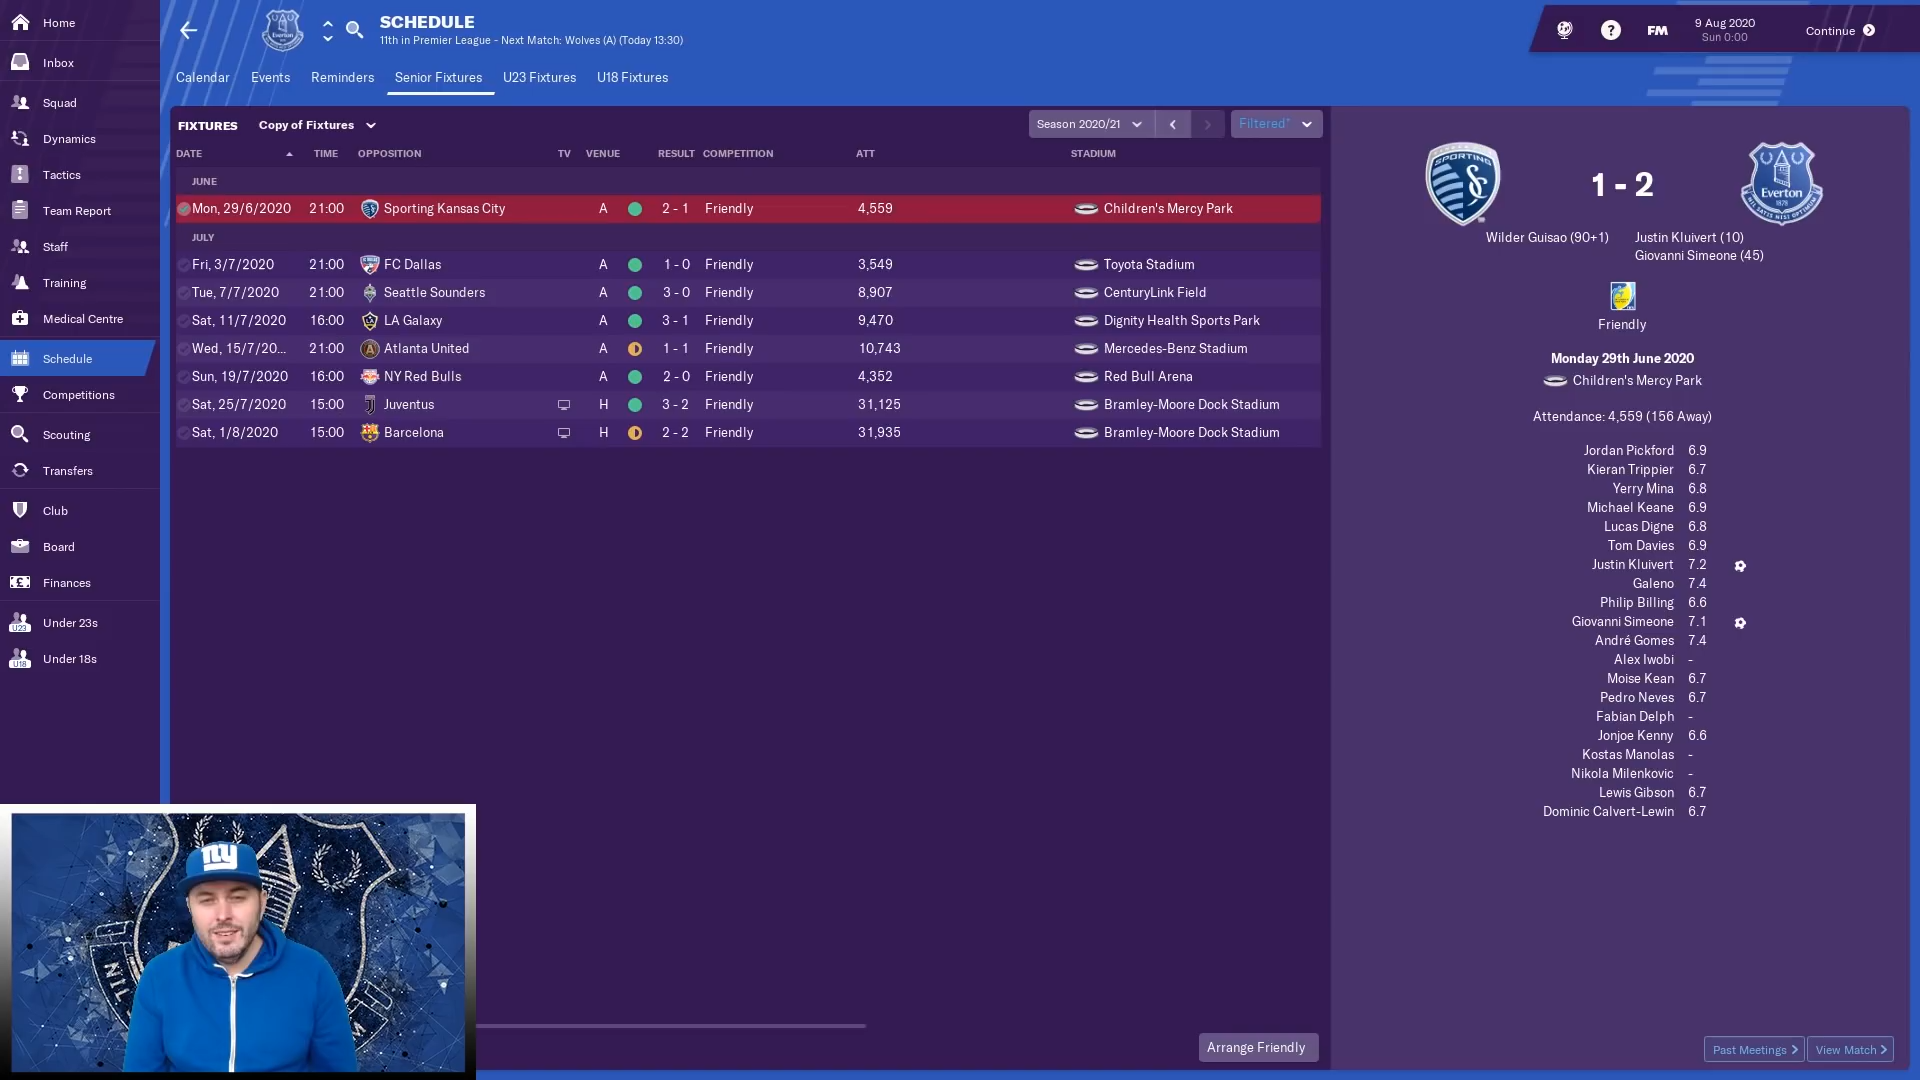 Home
Inbox
Squad
Dynamics
Tactics
Team Report
Staff
Training
Medical Centre
Schedule
Competitions
Scouting
Transfers
Club
Board
Finances
Under 23s
Under 18s
SCHEDULE
11th in Premier League - Next Match: Wolves (A) (Today 13:30)
FM
9 Aug 2020
Sun 0:00
Continue
Calendar Events Reminders Senior Fixtures U23 Fixtures U18 Fixtures
FIXTURES Copy of Fixtures Season 2020/21 Filtered*
DATE TIME OPPOSITION TV VENUE RESULT COMPETITION ATT STADIUM
JUNE
Mon, 29/6/2020 21:00 Sporting Kansas City A 2 - 1 Friendly 4,559 Children's Mercy Park
JULY
Fri, 3/7/2020 21:00 FC Dallas A 1 - 0 Friendly 3,549 Toyota Stadium
Tue, 7/7/2020 21:00 Seattle Sounders A 3 - 0 Friendly 8,907 CenturyLink Field
Sat, 11/7/2020 16:00 LA Galaxy A 3 - 1 Friendly 9,470 Dignity Health Sports Park
Wed, 15/7/20... 21:00 Atlanta United A 1 - 1 Friendly 10,743 Mercedes-Benz Stadium
Sun, 19/7/2020 16:00 NY Red Bulls A 2 - 0 Friendly 4,352 Red Bull Arena
Sat, 25/7/2020 15:00 Juventus H 3 - 2 Friendly 31,125 Bramley-Moore Dock Stadium
Sat, 1/8/2020 15:00 Barcelona H 2 - 2 Friendly 31,935 Bramley-Moore Dock Stadium
Arrange Friendly
SPORTING
1 - 2
Everton
1878
NIL SATIS NISI OPTIMUM
Wilder Guisao (90+1) Justin Kluivert (10)
Giovanni Simeone (45)
Friendly
Monday 29th June 2020
Children's Mercy Park
Attendance: 4,559 (156 Away)
Jordan Pickford 6.9
Kieran Trippier 6.7
Yerry Mina 6.8
Michael Keane 6.9
Lucas Digne 6.8
Tom Davies 6.9
Justin Kluivert 7.2
Galeno 7.4
Philip Billing 6.6
Giovanni Simeone 7.1
André Gomes 7.4
Alex Iwobi -
Moise Kean 6.7
Pedro Neves 6.7
Fabian Delph -
Jonjoe Kenny 6.6
Kostas Manolas -
Nikola Milenkovic -
Lewis Gibson 6.7
Dominic Calvert-Lewin 6.7
Past Meetings View Match
ny
NIL